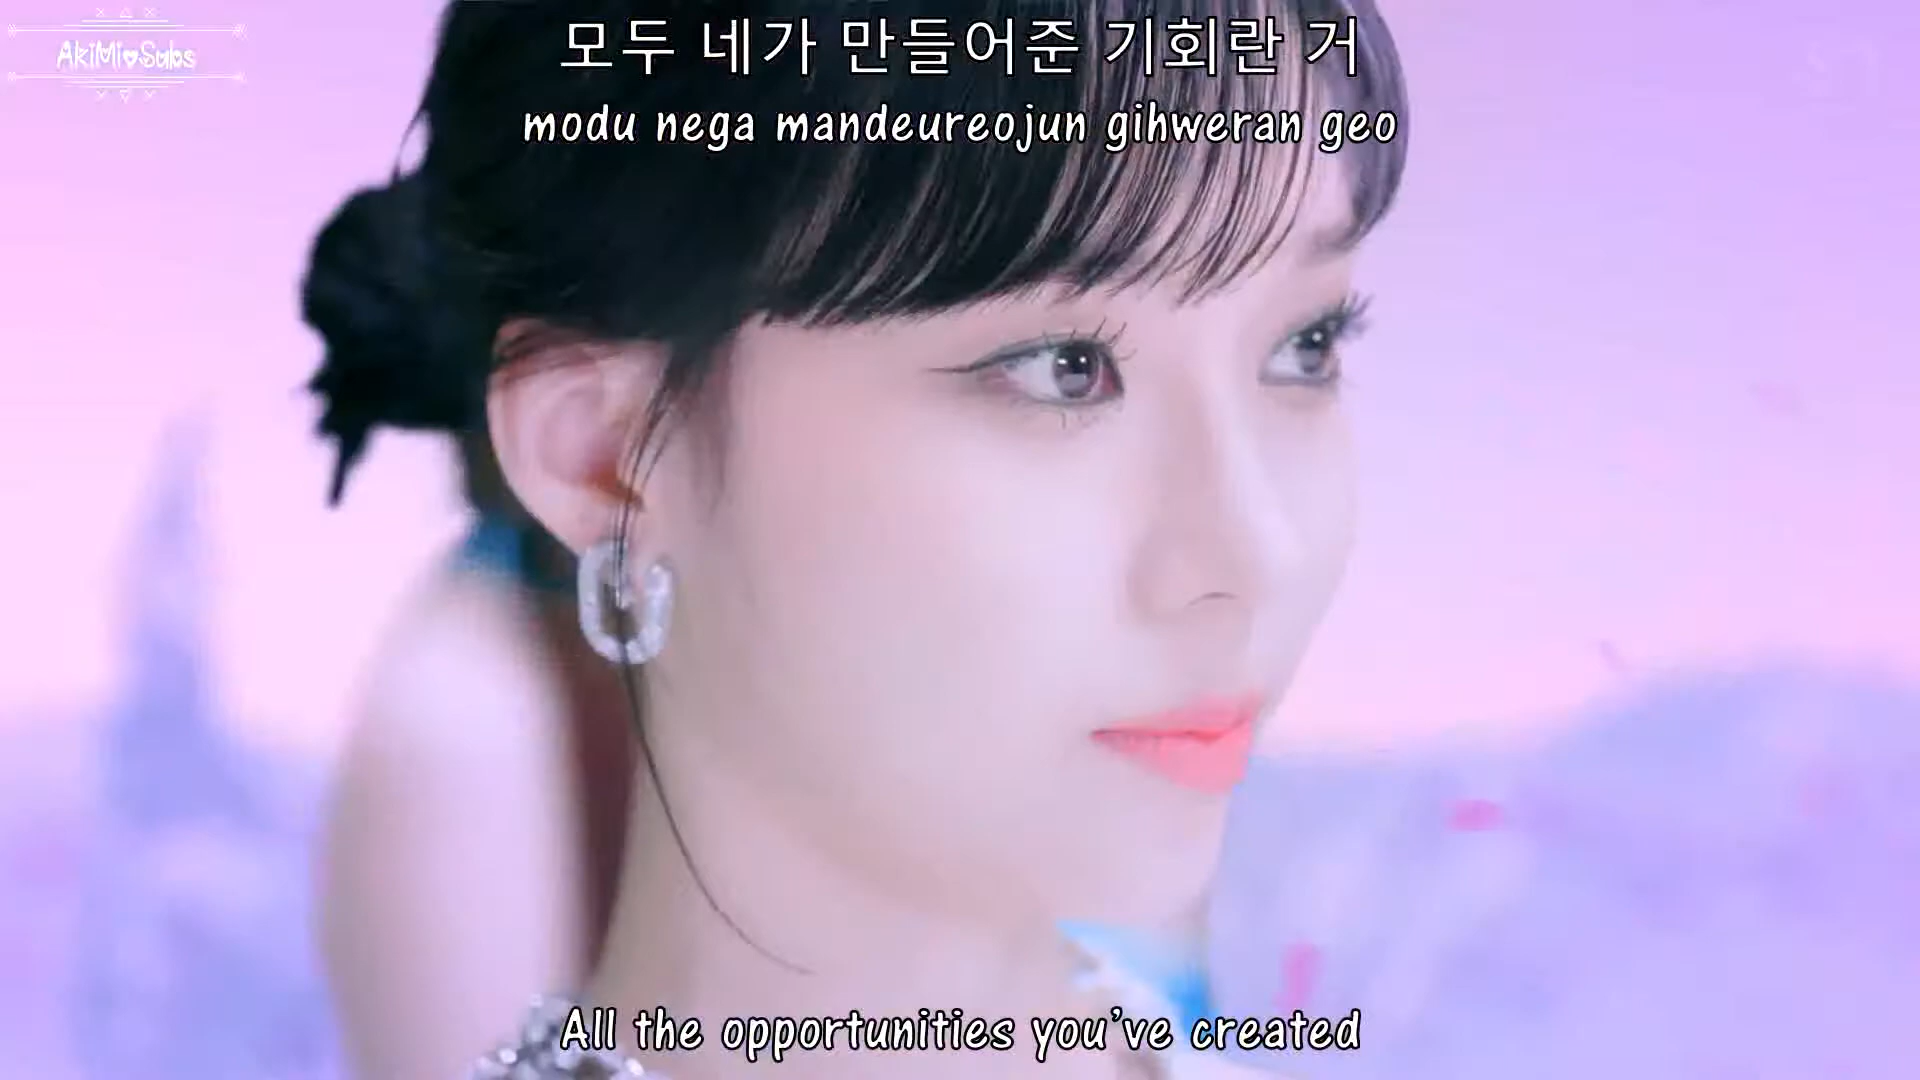 AkiMi♥Subs
모두 네가 만들어준 기회란 거
modu nega mandeureojun gihweran geo
All the opportunities you've created